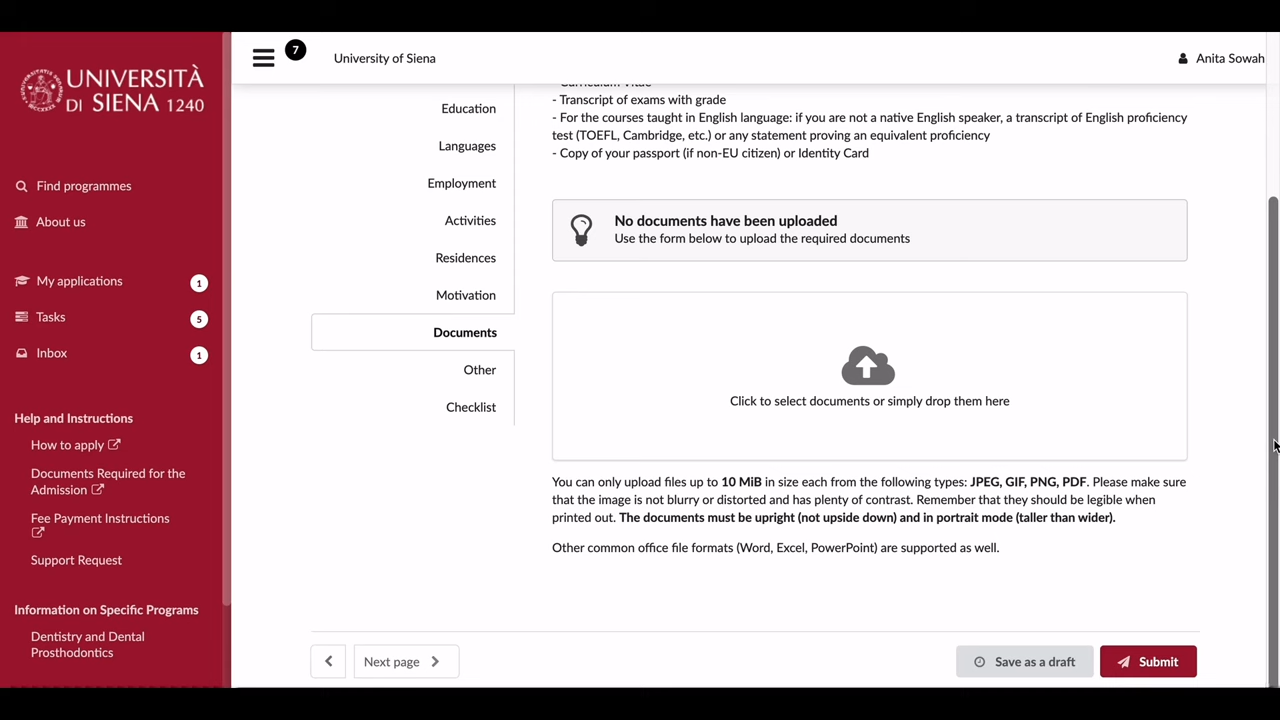 UNIVERSITÀ
DI SIENA 1240
Find programmes
About us
My applications
1
Tasks
5
Inbox
1
Help and Instructions
How to apply
Documents Required for the
Admission
Fee Payment Instructions
Support Request
Information on Specific Programs
Dentistry and Dental
Prosthodontics
7
University of Siena
Anita Sowah
Education
Languages
Employment
Activities
Residences
Motivation
Documents
Other
Checklist
- Curriculum Vitae
- Transcript of exams with grade
- For the courses taught in English language: if you are not a native English speaker, a transcript of English proficiency
test (TOEFL, Cambridge, etc.) or any statement proving an equivalent proficiency
- Copy of your passport (if non-EU citizen) or Identity Card
No documents have been uploaded
Use the form below to upload the required documents
Click to select documents or simply drop them here
You can only upload files up to 10 MiB in size each from the following types: JPEG, GIF, PNG, PDF. Please make sure
that the image is not blurry or distorted and has plenty of contrast. Remember that they should be legible when
printed out. The documents must be upright (not upside down) and in portrait mode (taller than wider).
Other common office file formats (Word, Excel, PowerPoint) are supported as well.
Next page
Save as a draft
Submit